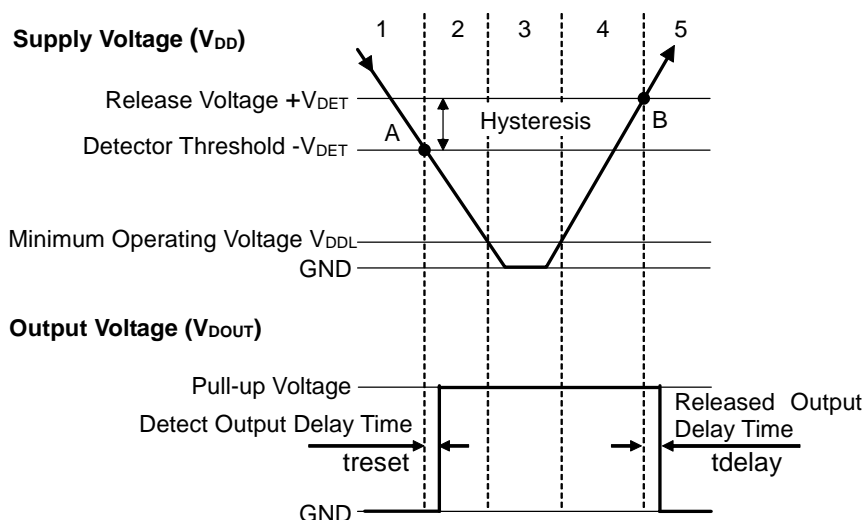 1 2 3 4 5
Supply Voltage (VDD)
Release Voltage +VDET
A
Hysteresis
B
Detector Threshold -VDET
Minimum Operating Voltage VDDL
GND
Output Voltage (VDOUT)
Pull-up Voltage
Detect Output Delay Time
Released Output
Delay Time
treset
tdelay
GND